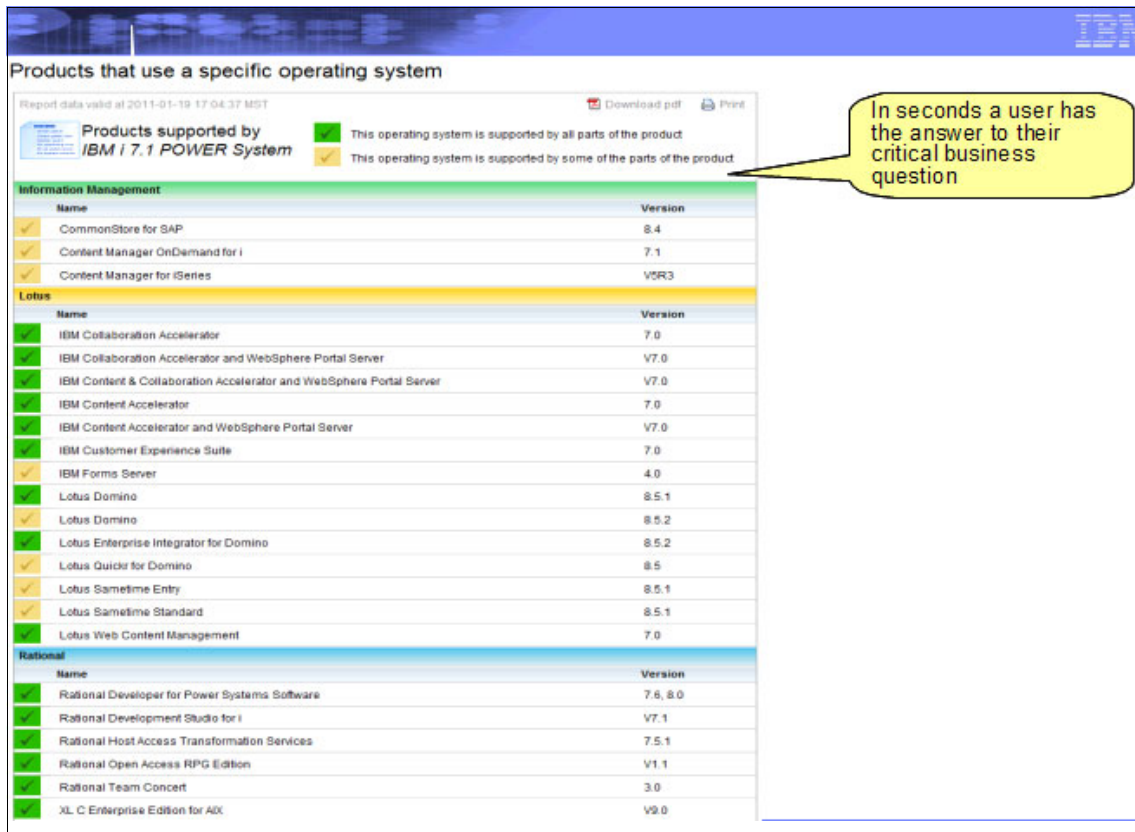 IBM
Products that use a specific operating system
Report data valid at 2011-01-19 17:04:37 MST
Download pdf
Print
Products supported by
IBM i 7.1 POWER System
This operating system is supported by all parts of the product
This operating system is supported by some of the parts of the product
In seconds a user has
the answer to their
critical business
question
Information Management
Name Version
CommonStore for SAP 8.4
Content Manager OnDemand for i 7.1
Content Manager for iSeries V5R3
Lotus
Name Version
IBM Collaboration Accelerator 7.0
IBM Collaboration Accelerator and WebSphere Portal Server V7.0
IBM Content & Collaboration Accelerator and WebSphere Portal Server V7.0
IBM Content Accelerator 7.0
IBM Content Accelerator and WebSphere Portal Server V7.0
IBM Customer Experience Suite 7.0
IBM Forms Server 4.0
Lotus Domino 8.5.1
Lotus Domino 8.5.2
Lotus Enterprise Integrator for Domino 8.5.2
Lotus Quickr for Domino 8.5
Lotus Sametime Entry 8.5.1
Lotus Sametime Standard 8.5.1
Lotus Web Content Management 7.0
Rational
Name Version
Rational Developer for Power Systems Software 7.6, 8.0
Rational Development Studio for i V7.1
Rational Host Access Transformation Services 7.5.1
Rational Open Access RPG Edition V1.1
Rational Team Concert 3.0
XL C Enterprise Edition for AIX V9.0